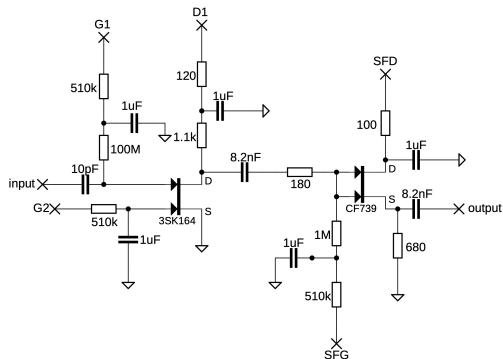 G1
D1
SFD
510k
120
1uF
1uF
100
100M
1.1k
1uF
10pF
8.2nF
D
input
D
180
S
8.2nF
G2
S
CF739
output
510k
3SK164
1uF
1uF
1M
680
510k
SFG